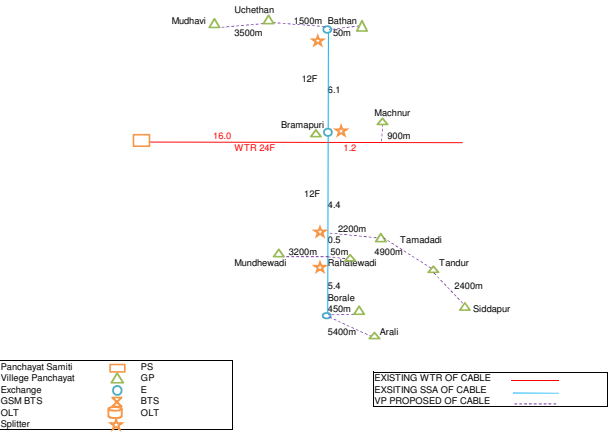 Uchethan
Mudhavi 1500m Bathan
3500m 50m
12F
6.1
Machnur
Bramapuri
16.0 900m
WTR 24F 1.2
12F
4.4
2200m
0.5 Tamadadi
3200m 50m 4900m
Mundhewadi Rahatewadi Tandur
5.4 2400m
Borale
450m Siddapur
5400m Arali
Panchayat Samiti PS
Villege Panchayat GP
Exchange E
GSM BTS BTS
OLT OLT
Splitter
EXISTING WTR OF CABLE
EXSITING SSA OF CABLE
VP PROPOSED OF CABLE